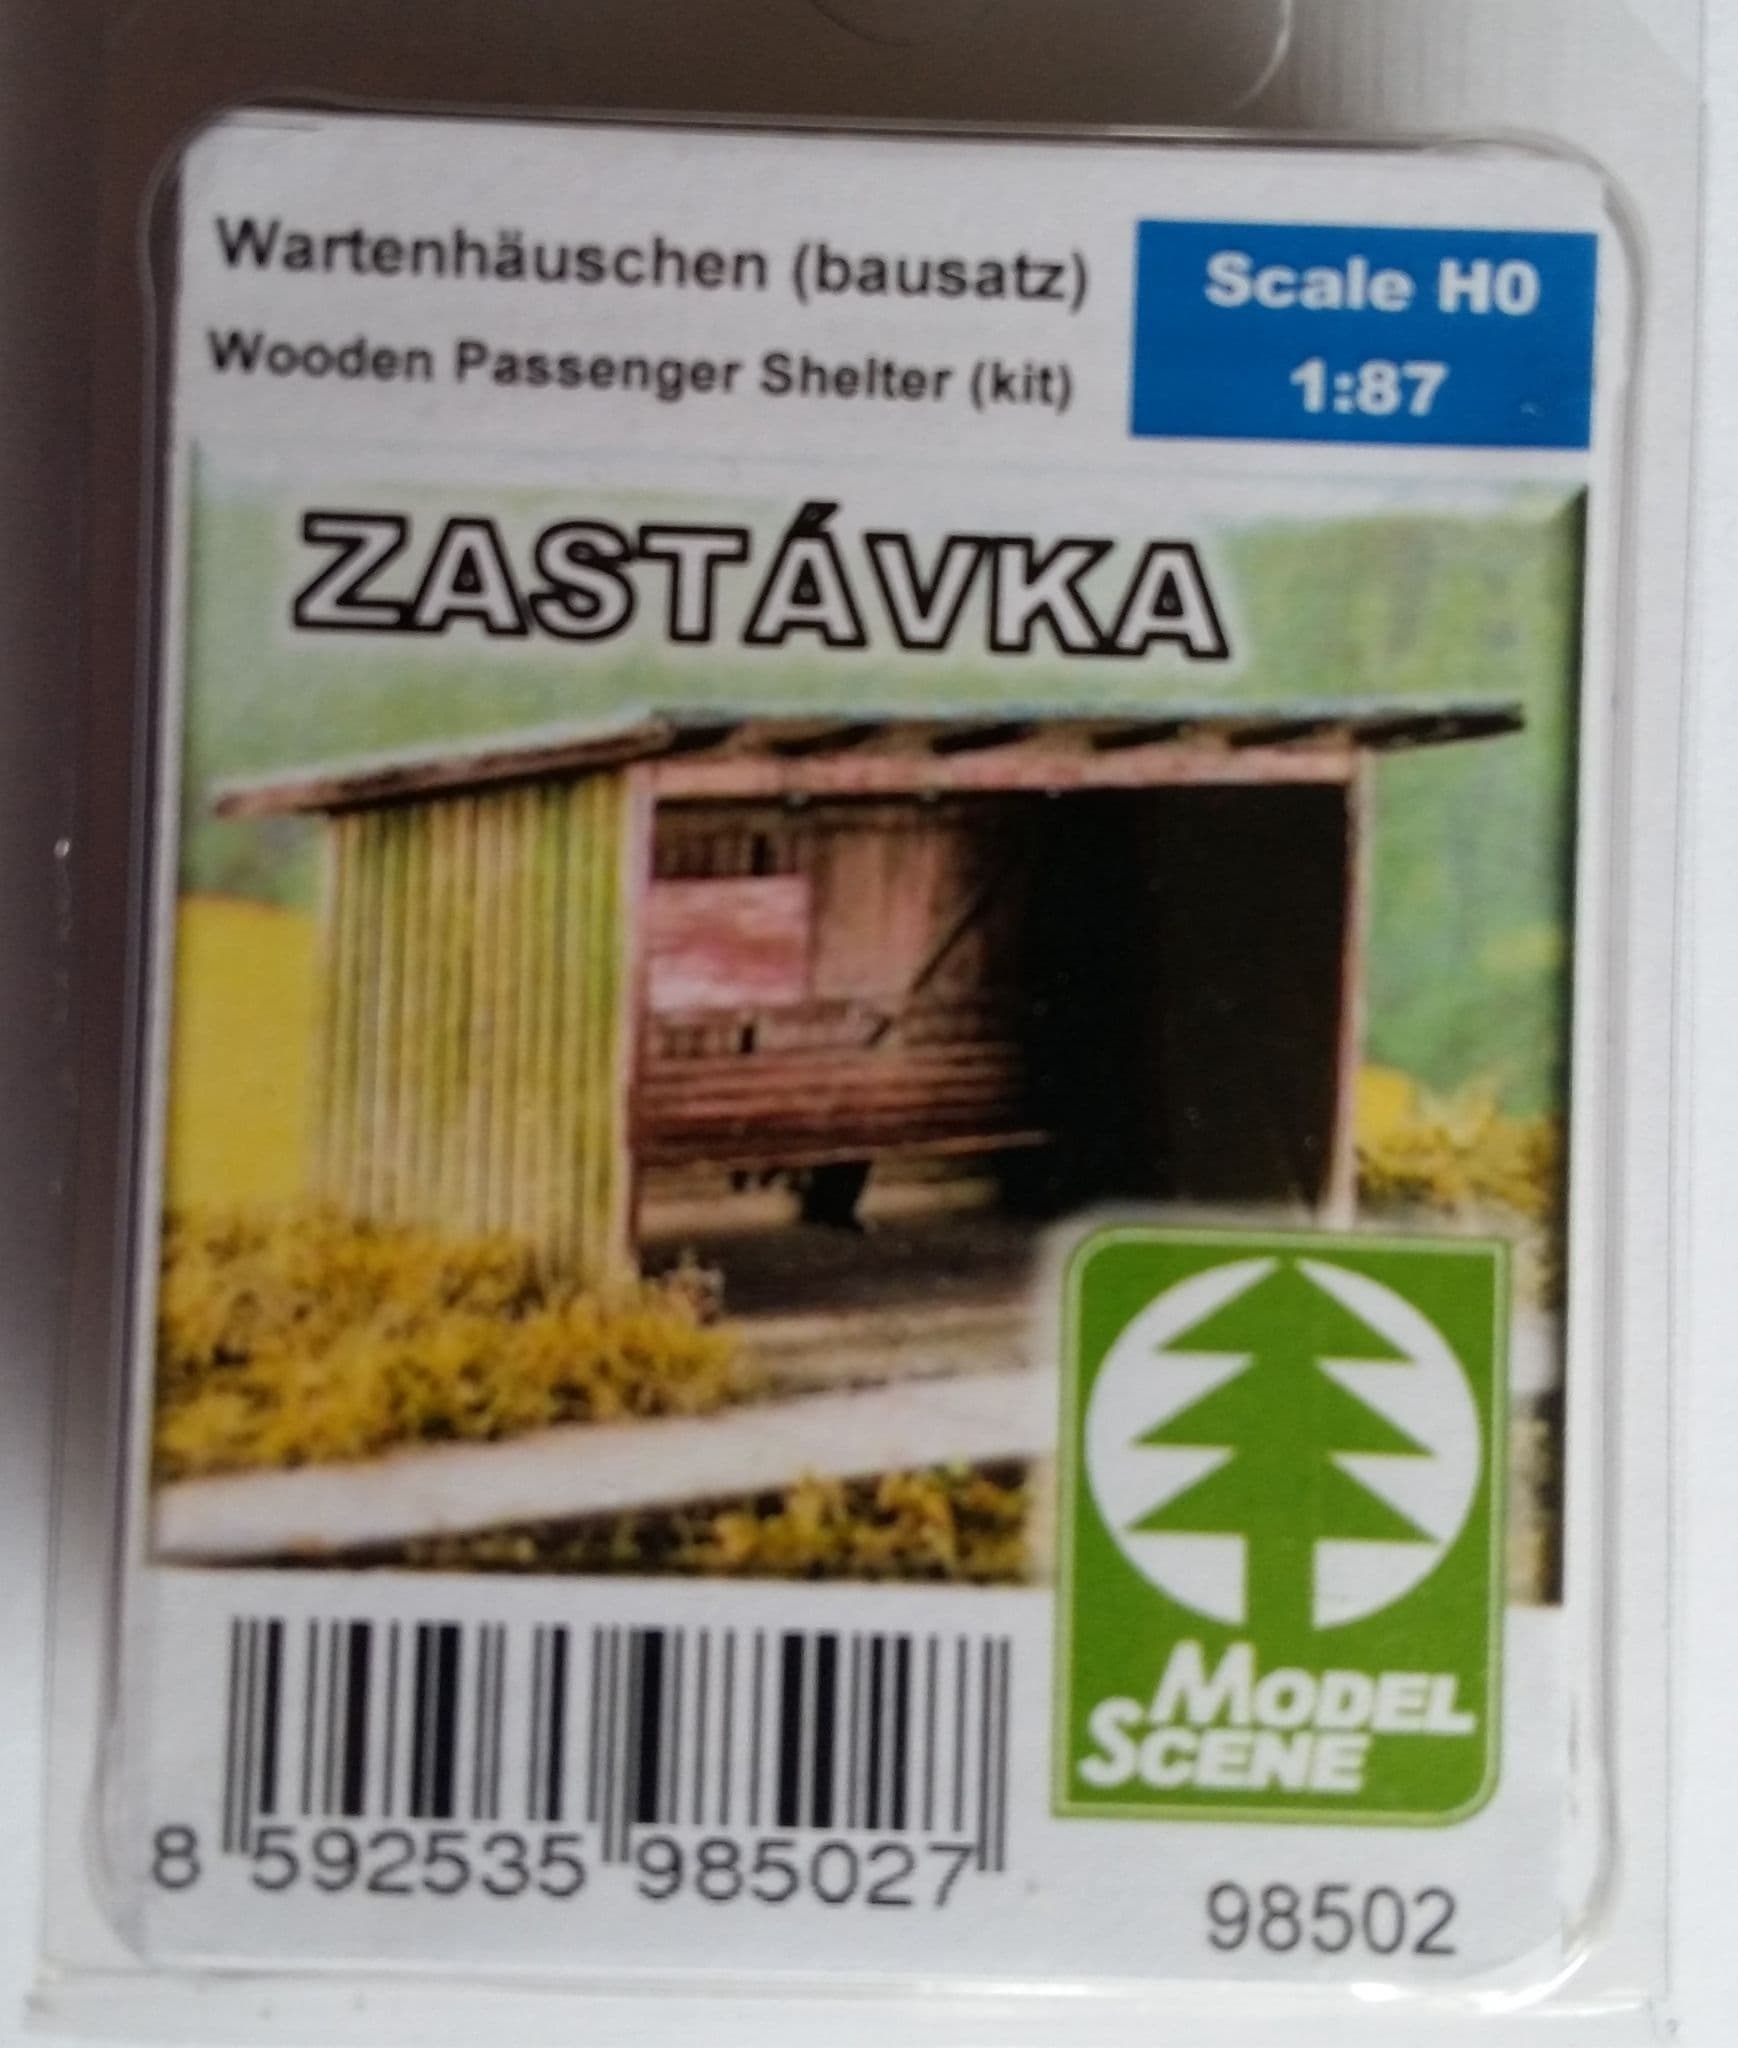 Wartenhäuschen (bausatz)
Wooden Passenger Shelter (kit)
Scale H0
1:87
ZASTÁVKA
MODEL
SCENE
8 592535 985027
98502